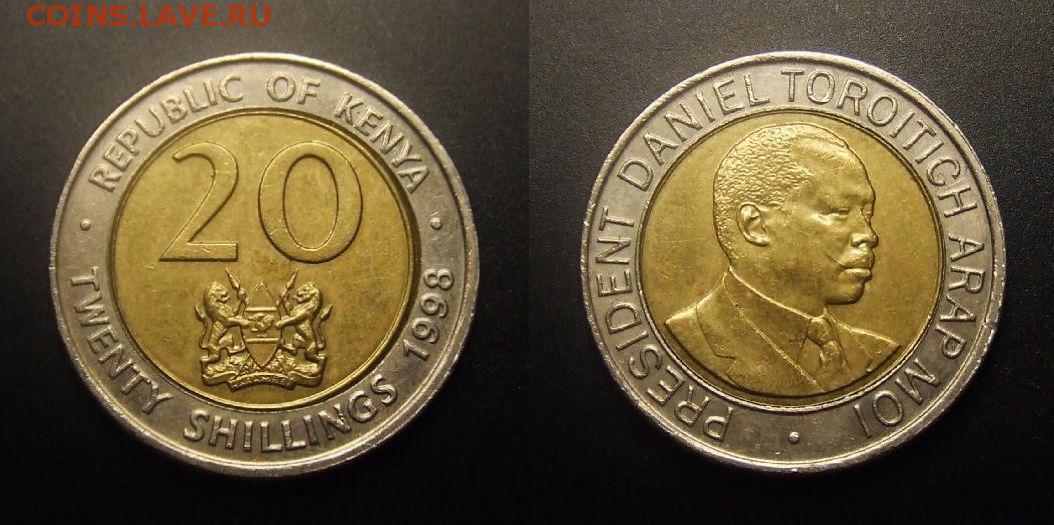 COINS.LAVE.RU
REPUBLIC OF KENYA
20
TWENTY SHILLINGS 1998
PRESIDENT DANIEL TOROITICH ARAP MOI